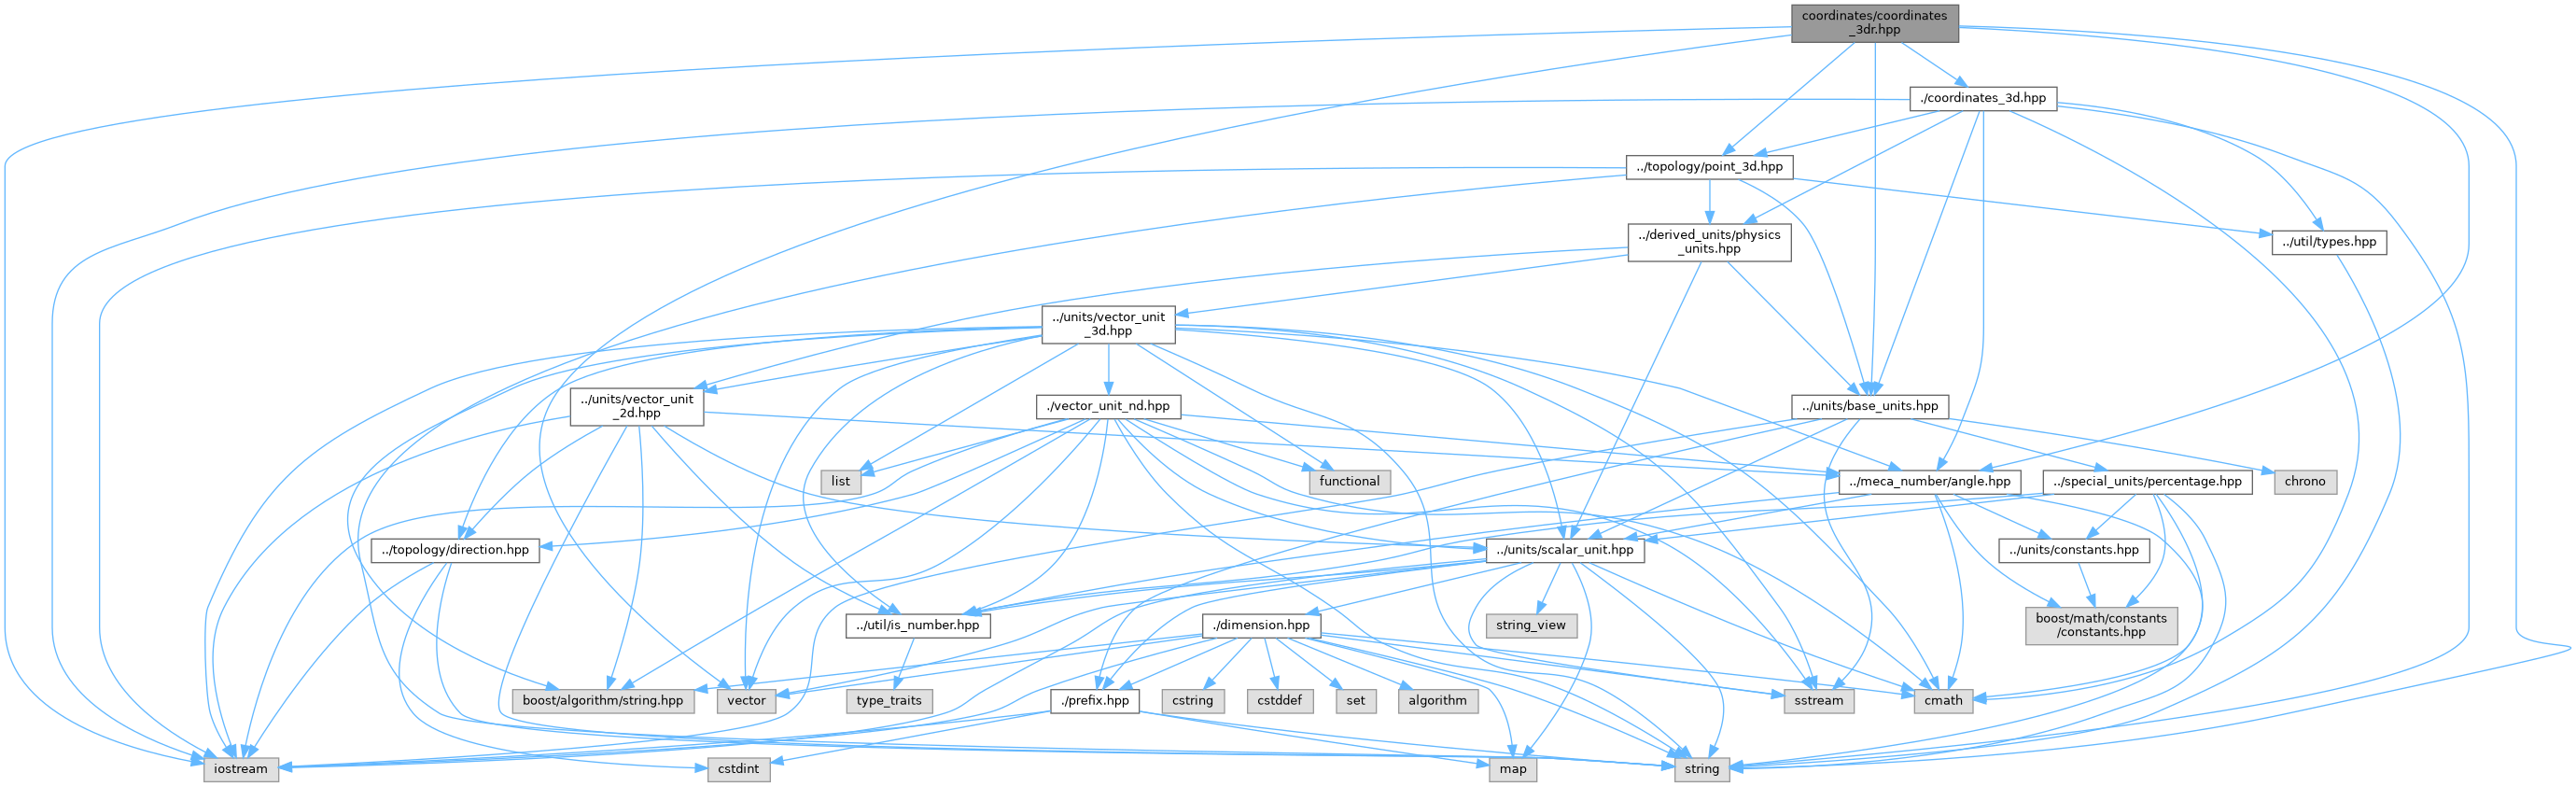 coordinates/coordinates
_3dr.hpp
./coordinates_3d.hpp
../topology/point_3d.hpp
../derived_units/physics
_units.hpp
../util/types.hpp
../units/vector_unit
_3d.hpp
../units/vector_unit
_2d.hpp
./vector_unit_nd.hpp
../units/base_units.hpp
list
functional
../meca_number/angle.hpp
../special_units/percentage.hpp
chrono
../topology/direction.hpp
../units/scalar_unit.hpp
../units/constants.hpp
../util/is_number.hpp
./dimension.hpp
string_view
boost/math/constants
/constants.hpp
boost/algorithm/string.hpp
vector
type_traits
./prefix.hpp
cstring
cstddef
set
algorithm
sstream
cmath
iostream
cstdint
map
string